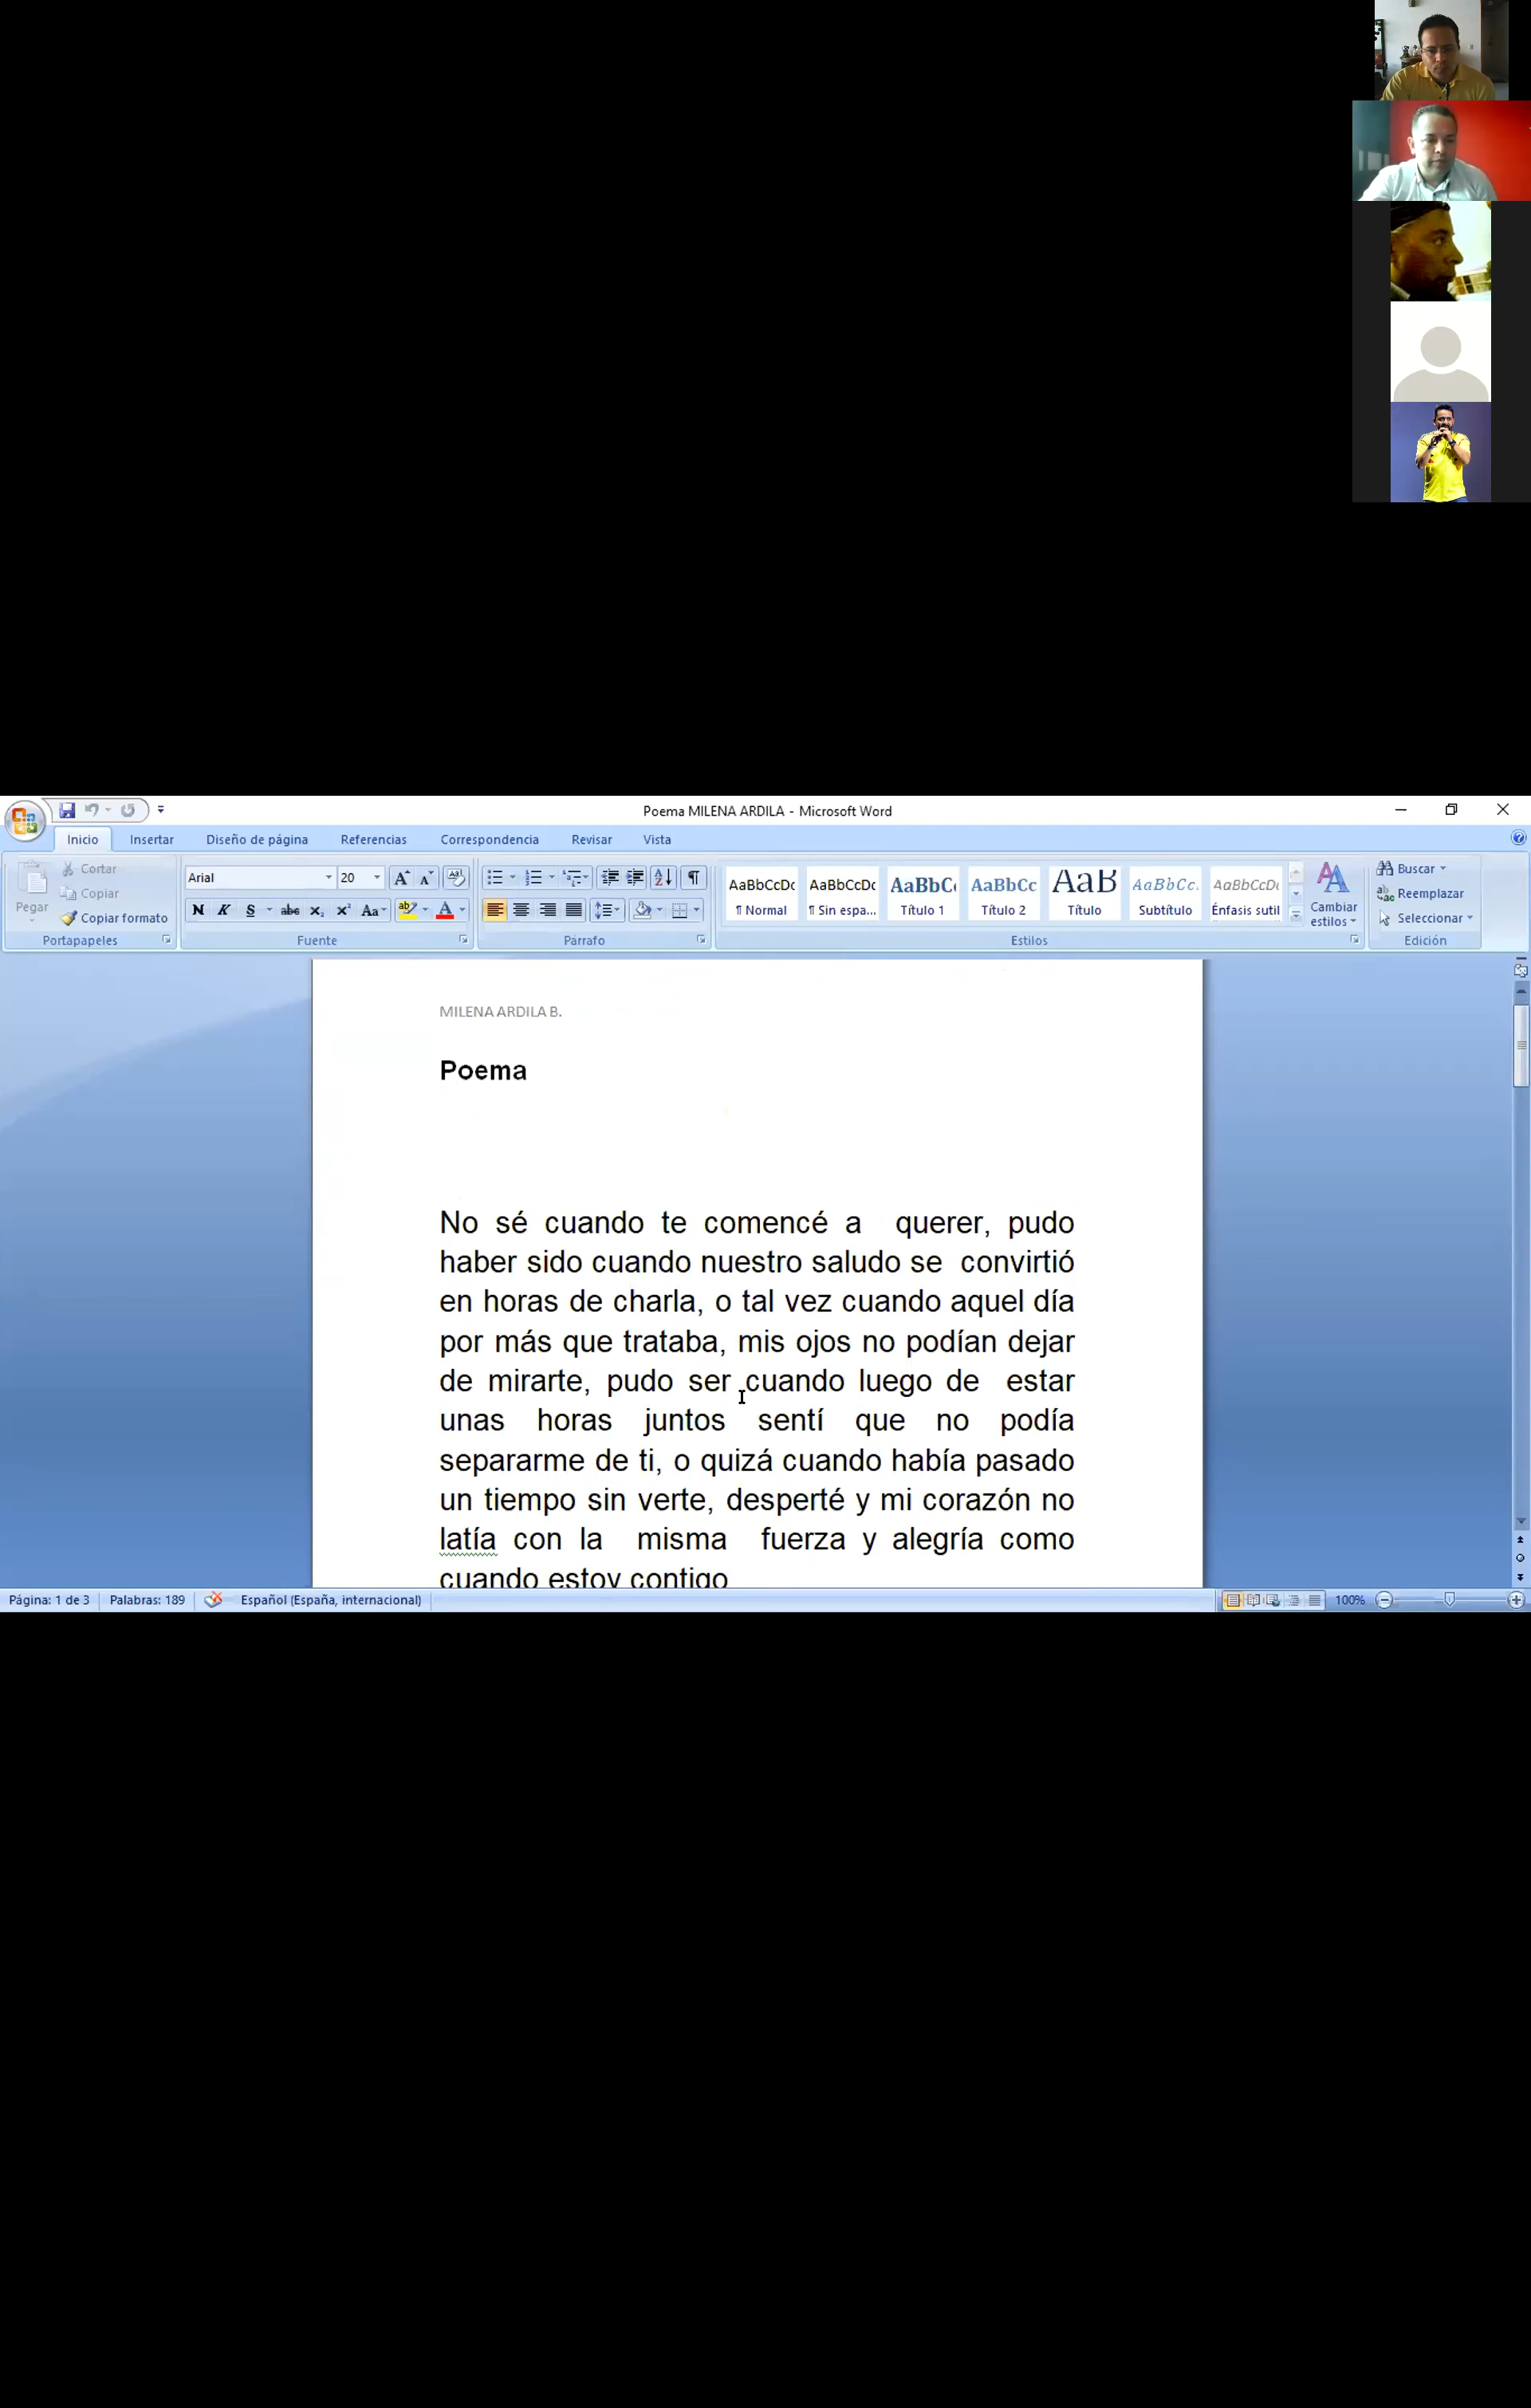 Poema MILENA ARDILA - Microsoft Word
Inicio Insertar Diseño de página Referencias Correspondencia Revisar Vista
Pegar
Cortar
Copiar
Copiar formato
Portapapeles
Arial 20
N K S abc x₂ x² Aa ab A
Fuente
Párrafo
AaBbCcDc AaBbCcDc AaBbC AaBbCc AaB AaBbCc. AaBbCcDc
¶ Normal ¶ Sin espa... Título 1 Título 2 Título Subtítulo Énfasis sutil
Cambiar
estilos
Estilos
Buscar
Reemplazar
Seleccionar
Edición
MILENA ARDILA B.
Poema
No sé cuando te comencé a querer, pudo
haber sido cuando nuestro saludo se convirtió
en horas de charla, o tal vez cuando aquel día
por más que trataba, mis ojos no podían dejar
de mirarte, pudo ser cuando luego de estar
unas horas juntos sentí que no podía
separarme de ti, o quizá cuando había pasado
un tiempo sin verte, desperté y mi corazón no
latía con la misma fuerza y alegría como
cuando estoy contigo
Página: 1 de 3 Palabras: 189 Español (España, internacional) 100%